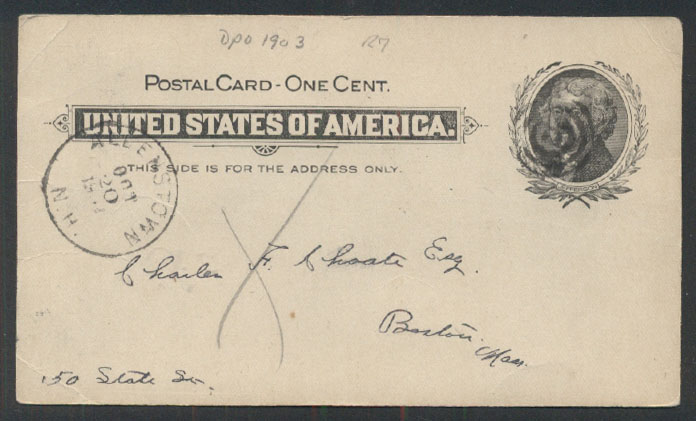 DPO 1903 R7
POSTAL CARD - ONE CENT.
UNITED STATES OF AMERICA.
THIS SIDE IS FOR THE ADDRESS ONLY.
JEFFERSON
ALLENSTOWN
OCT
20
N.H.
Charles F. Choate Esq.
Boston.
Mass.
150 State St.